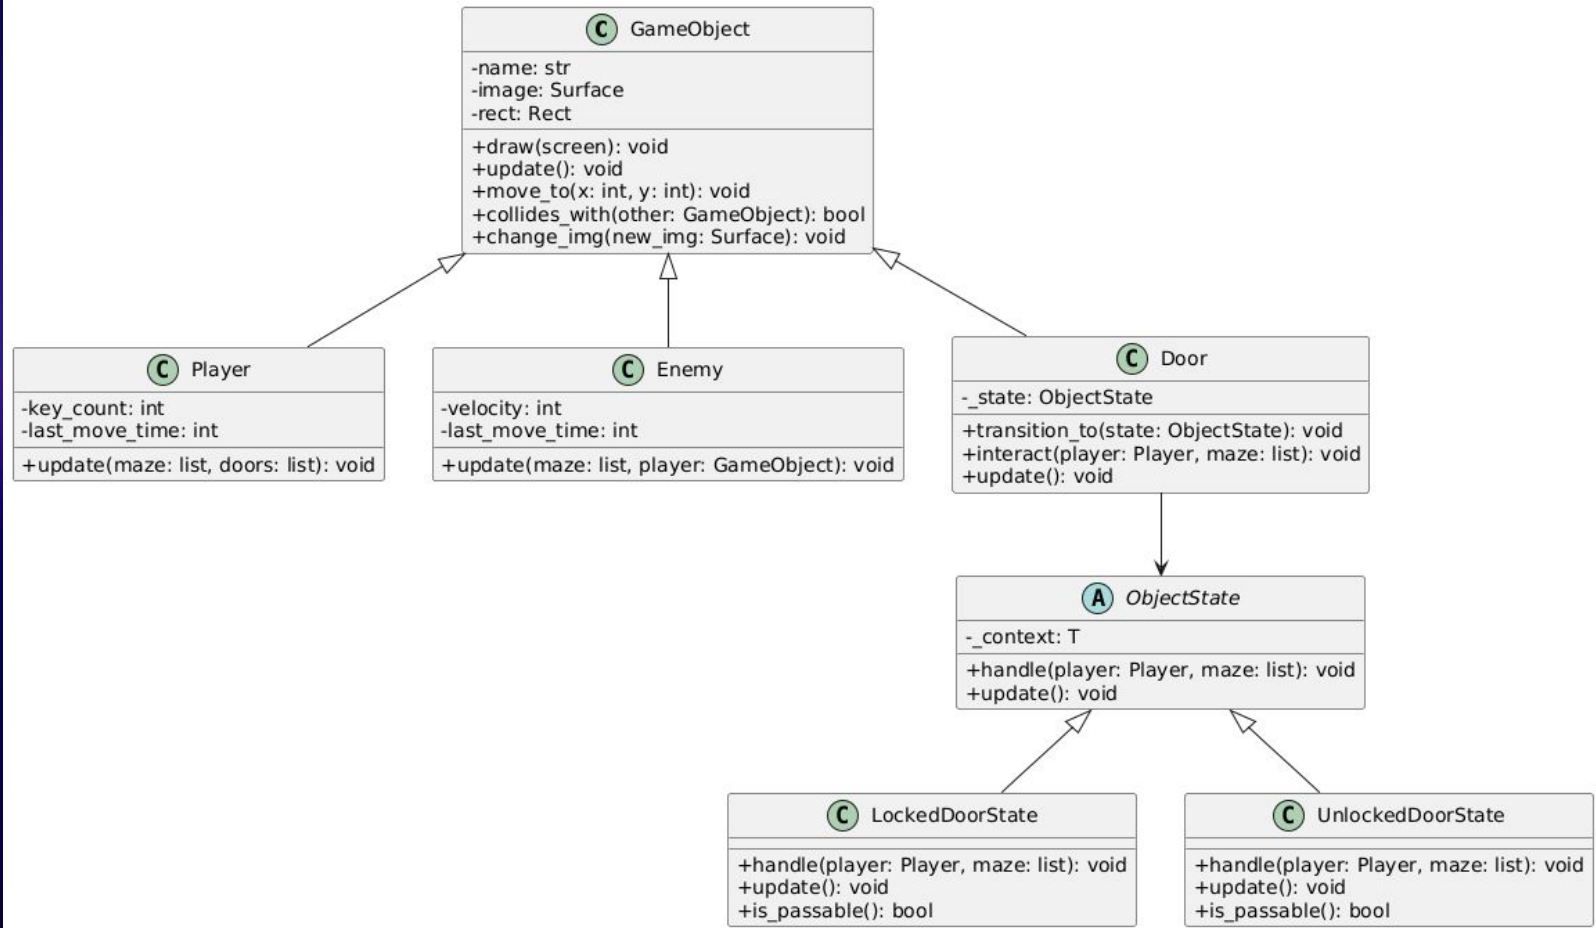 C GameObject
-name: str
-image: Surface
-rect: Rect
+draw(screen): void
+update(): void
+move_to(x: int, y: int): void
+collides_with(other: GameObject): bool
+change_img(new_img: Surface): void
C Player
-key_count: int
-last_move_time: int
+update(maze: list, doors: list): void
C Enemy
-velocity: int
-last_move_time: int
+update(maze: list, player: GameObject): void
C Door
-_state: ObjectState
+transition_to(state: ObjectState): void
+interact(player: Player, maze: list): void
+update(): void
A ObjectState
-_context: T
+handle(player: Player, maze: list): void
+update(): void
C LockedDoorState
+handle(player: Player, maze: list): void
+update(): void
+is_passable(): bool
C UnlockedDoorState
+handle(player: Player, maze: list): void
+update(): void
+is_passable(): bool